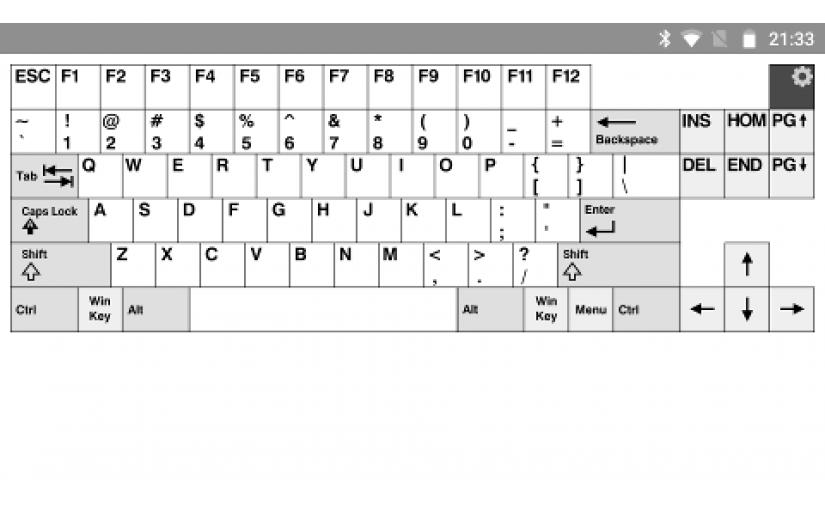 21:33
ESC F1 F2 F3 F4 F5 F6 F7 F8 F9 F10 F11 F12
~ ! @ # $ % ^ & * ( ) _ + ← INS HOM PG↑
` 1 2 3 4 5 6 7 8 9 0 - = Backspace
Tab Q W E R T Y U I O P { } | DEL END PG↓
[ ] \
Caps Lock A S D F G H J K L : " Enter
; '
Shift Z X C V B N M < > ? Shift ↑
, . /
Ctrl Win Key Alt Alt Win Key Menu Ctrl ← ↓ →